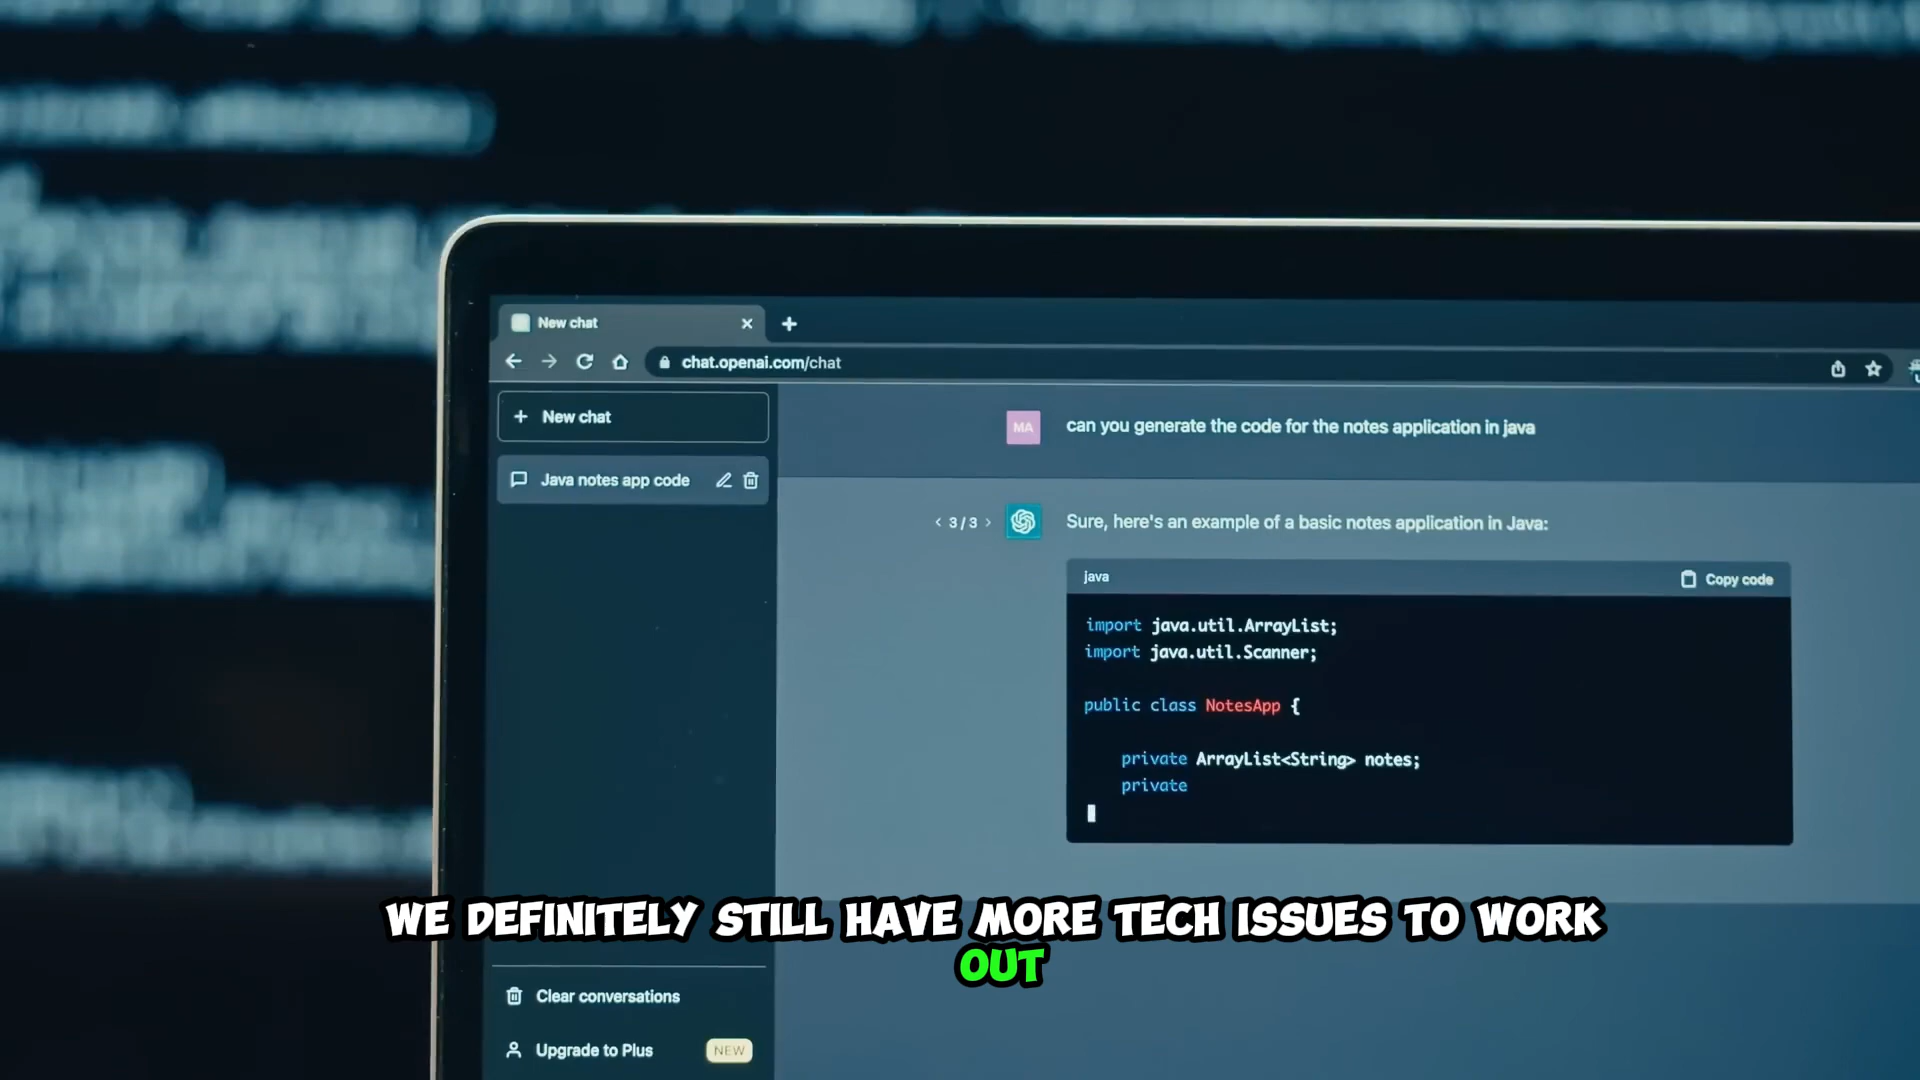 New chat
chat.openai.com/chat
New chat
Java notes app code
MA
can you generate the code for the notes application in java
< 3 / 3 >
Sure, here's an example of a basic notes application in Java:
java
Copy code
import java.util.ArrayList;
import java.util.Scanner;
public class NotesApp {
private ArrayList<String> notes;
private
WE DEFINITELY STILL HAVE MORE TECH ISSUES TO WORK
OUT
Clear conversations
Upgrade to Plus
NEW